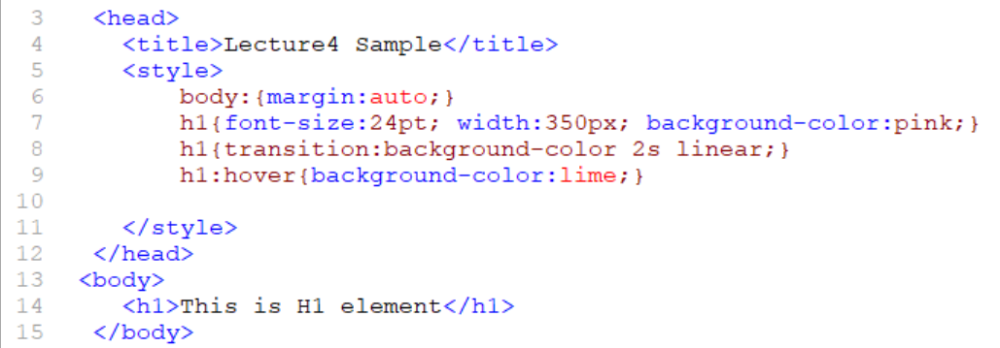 3 <head>
4 <title>Lecture4 Sample</title>
5 <style>
6 body:{margin:auto;}
7 h1{font-size:24pt; width:350px; background-color:pink;}
8 h1{transition:background-color 2s linear;}
9 h1:hover{background-color:lime;}
10
11 </style>
12 </head>
13 <body>
14 <h1>This is H1 element</h1>
15 </body>